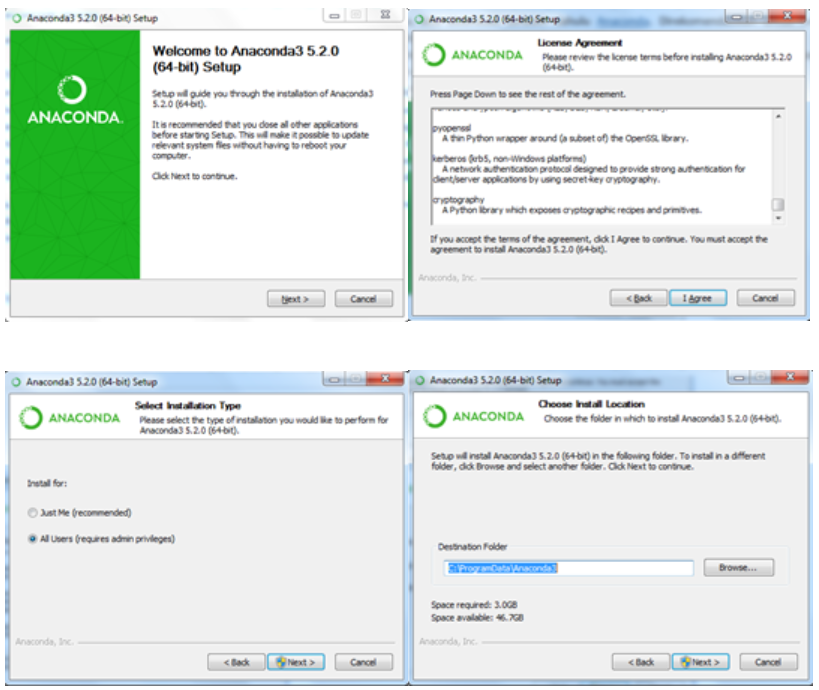 Anaconda3 5.2.0 (64-bit) Setup
ANACONDA.
Welcome to Anaconda3 5.2.0
(64-bit) Setup
Setup will guide you through the installation of Anaconda3
5.2.0 (64-bit).
It is recommended that you close all other applications
before starting Setup. This will make it possible to update
relevant system files without having to reboot your
computer.
Click Next to continue.
Next >
Cancel
Anaconda3 5.2.0 (64-bit) Setup
ANACONDA
License Agreement
Please review the license terms before installing Anaconda3 5.2.0
(64-bit).
Press Page Down to see the rest of the agreement.
pyopenssl
A thin Python wrapper around (a subset of) the OpenSSL library.
kerberos (krb5, non-Windows platforms)
A network authentication protocol designed to provide strong authentication for
client/server applications by using secret-key cryptography.
cryptography
A Python library which exposes cryptographic recipes and primitives.
If you accept the terms of the agreement, click I Agree to continue. You must accept the
agreement to install Anaconda3 5.2.0 (64-bit).
Anaconda, Inc.
< Back
I Agree
Cancel
Anaconda3 5.2.0 (64-bit) Setup
ANACONDA
Select Installation Type
Please select the type of installation you would like to perform for
Anaconda3 5.2.0 (64-bit).
Install for:
Just Me (recommended)
All Users (requires admin privileges)
Anaconda, Inc.
< Back
Next >
Cancel
Anaconda3 5.2.0 (64-bit) Setup
ANACONDA
Choose Install Location
Choose the folder in which to install Anaconda3 5.2.0 (64-bit).
Setup will install Anaconda3 5.2.0 (64-bit) in the following folder. To install in a different
folder, click Browse and select another folder. Click Next to continue.
Destination Folder
C:\ProgramData\Anaconda3
Browse...
Space required: 3.0GB
Space available: 46.7GB
Anaconda, Inc.
< Back
Next >
Cancel